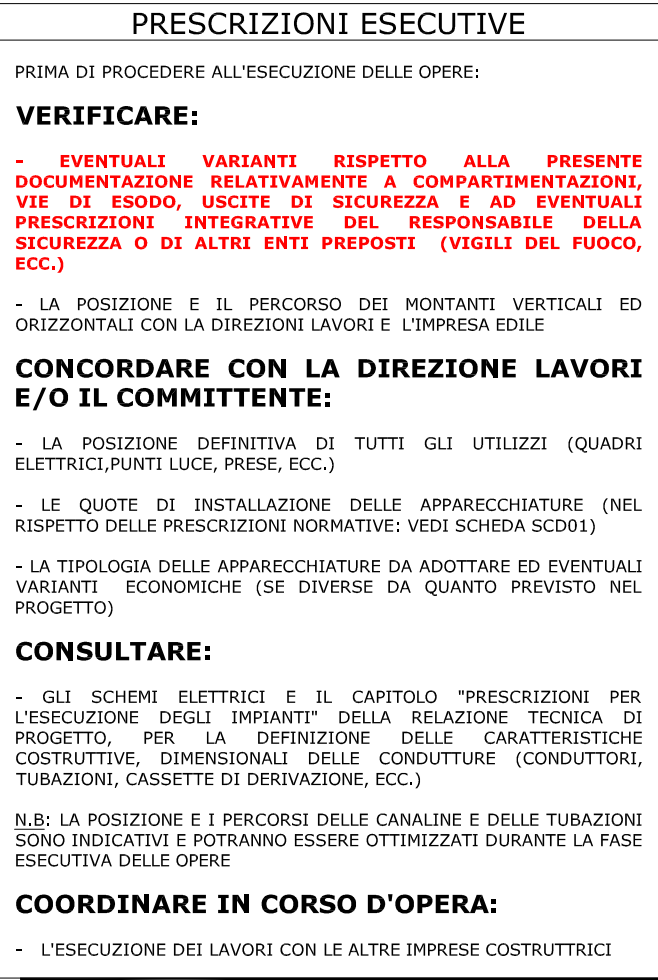 PRESCRIZIONI ESECUTIVE
PRIMA DI PROCEDERE ALL'ESECUZIONE DELLE OPERE:
VERIFICARE:
- EVENTUALI VARIANTI RISPETTO ALLA PRESENTE
DOCUMENTAZIONE RELATIVAMENTE A COMPARTIMENTAZIONI,
VIE DI ESODO, USCITE DI SICUREZZA E AD EVENTUALI
PRESCRIZIONI INTEGRATIVE DEL RESPONSABILE DELLA
SICUREZZA O DI ALTRI ENTI PREPOSTI (VIGILI DEL FUOCO,
ECC.)
- LA POSIZIONE E IL PERCORSO DEI MONTANTI VERTICALI ED
ORIZZONTALI CON LA DIREZIONI LAVORI E L'IMPRESA EDILE
CONCORDARE CON LA DIREZIONE LAVORI
E/O IL COMMITTENTE:
- LA POSIZIONE DEFINITIVA DI TUTTI GLI UTILIZZI (QUADRI
ELETTRICI,PUNTI LUCE, PRESE, ECC.)
- LE QUOTE DI INSTALLAZIONE DELLE APPARECCHIATURE (NEL
RISPETTO DELLE PRESCRIZIONI NORMATIVE: VEDI SCHEDA SCD01)
- LA TIPOLOGIA DELLE APPARECCHIATURE DA ADOTTARE ED EVENTUALI
VARIANTI ECONOMICHE (SE DIVERSE DA QUANTO PREVISTO NEL
PROGETTO)
CONSULTARE:
- GLI SCHEMI ELETTRICI E IL CAPITOLO "PRESCRIZIONI PER
L'ESECUZIONE DEGLI IMPIANTI" DELLA RELAZIONE TECNICA DI
PROGETTO, PER LA DEFINIZIONE DELLE CARATTERISTICHE
COSTRUTTIVE, DIMENSIONALI DELLE CONDUTTURE (CONDUTTORI,
TUBAZIONI, CASSETTE DI DERIVAZIONE, ECC.)
N.B: LA POSIZIONE E I PERCORSI DELLE CANALINE E DELLE TUBAZIONI
SONO INDICATIVI E POTRANNO ESSERE OTTIMIZZATI DURANTE LA FASE
ESECUTIVA DELLE OPERE
COORDINARE IN CORSO D'OPERA:
- L'ESECUZIONE DEI LAVORI CON LE ALTRE IMPRESE COSTRUTTRICI